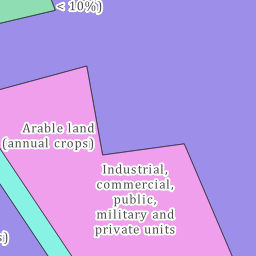 < 10%)
Arable land
(annual crops)
Industrial,
commercial,
public,
military and
private units
s)